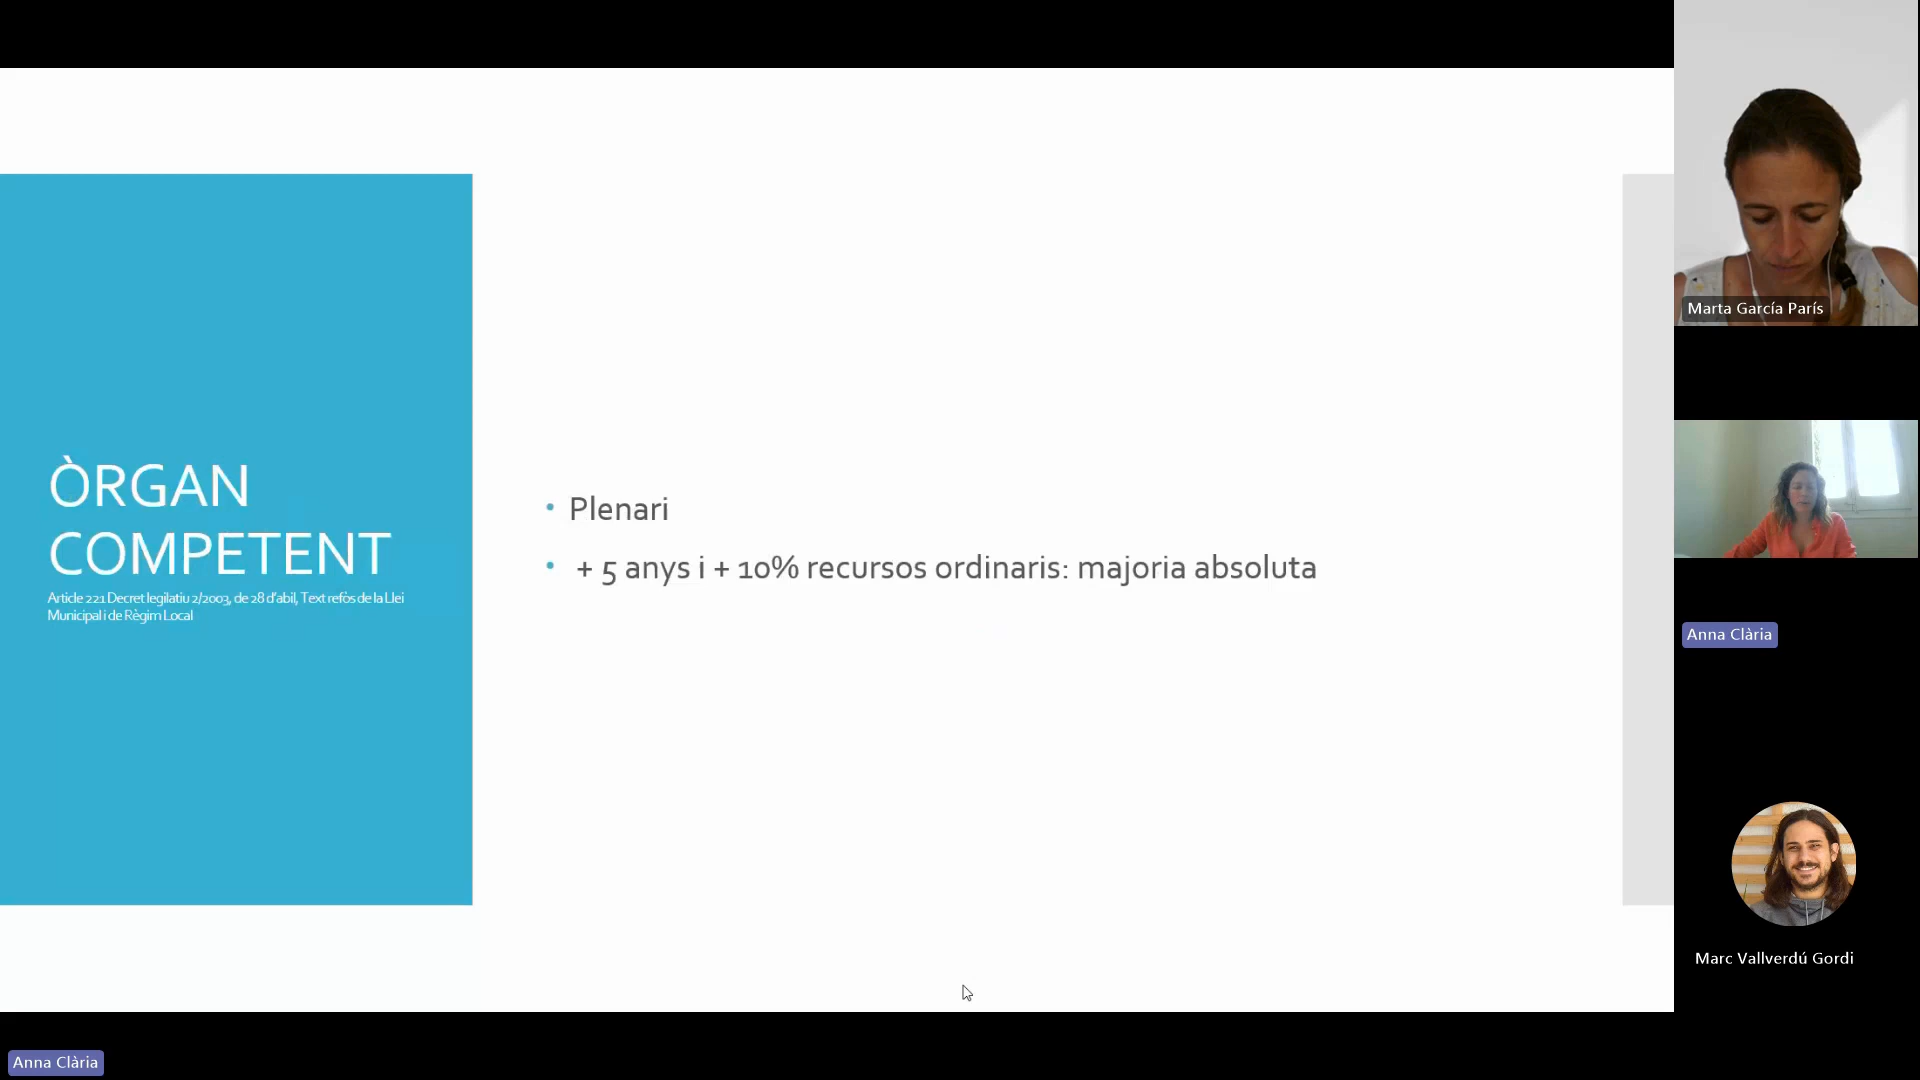 ÒRGAN
COMPETENT
Article 221 Decret legilatiu 2/2003, de 28 d'abil, Text refòs de la Llei
Municipal i de Règim Local
• Plenari
• + 5 anys i + 10% recursos ordinaris: majoria absoluta
Marta García París
Anna Clària
Marc Vallverdú Gordi
Anna Clària